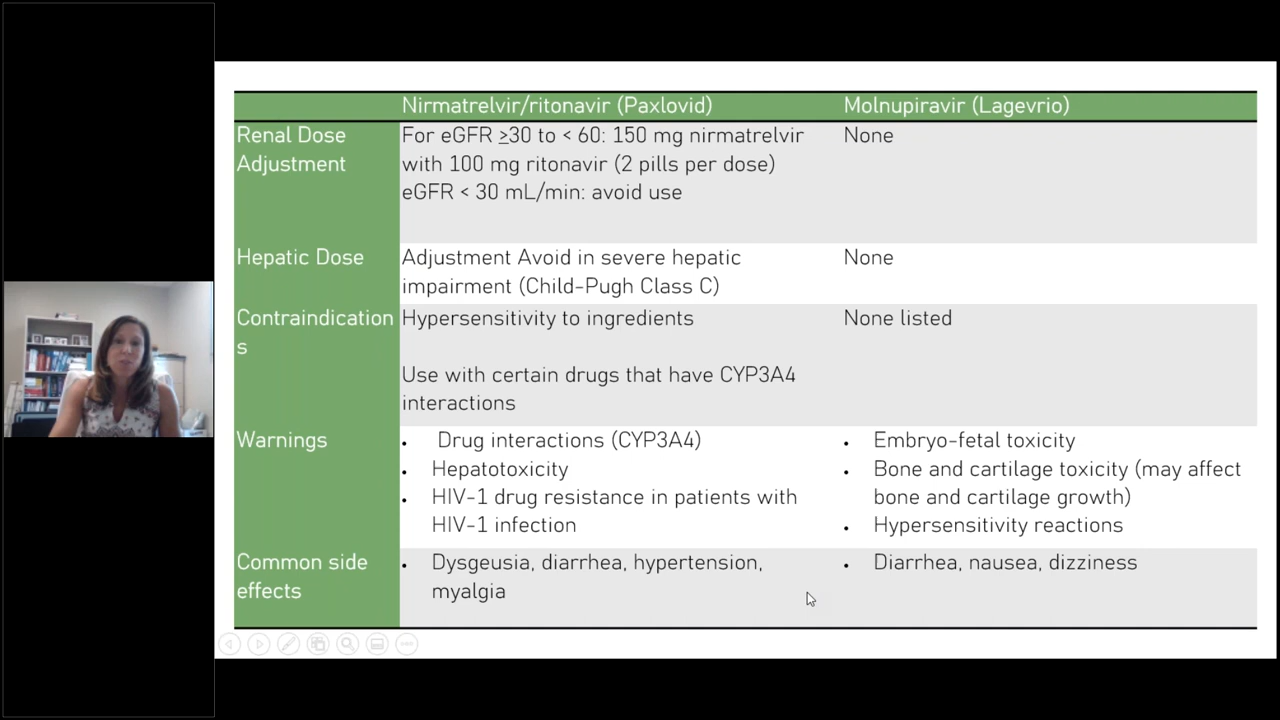 Nirmatrelvir/ritonavir (Paxlovid)
Molnupiravir (Lagevrio)
Renal Dose
Adjustment
For eGFR ≥30 to < 60: 150 mg nirmatrelvir
with 100 mg ritonavir (2 pills per dose)
eGFR < 30 mL/min: avoid use
None
Hepatic Dose
Adjustment Avoid in severe hepatic
impairment (Child-Pugh Class C)
None
Contraindication
s
Hypersensitivity to ingredients
Use with certain drugs that have CYP3A4
interactions
None listed
Warnings
• Drug interactions (CYP3A4)
• Hepatotoxicity
• HIV-1 drug resistance in patients with
HIV-1 infection
• Embryo-fetal toxicity
• Bone and cartilage toxicity (may affect
bone and cartilage growth)
• Hypersensitivity reactions
Common side
effects
• Dysgeusia, diarrhea, hypertension,
myalgia
• Diarrhea, nausea, dizziness